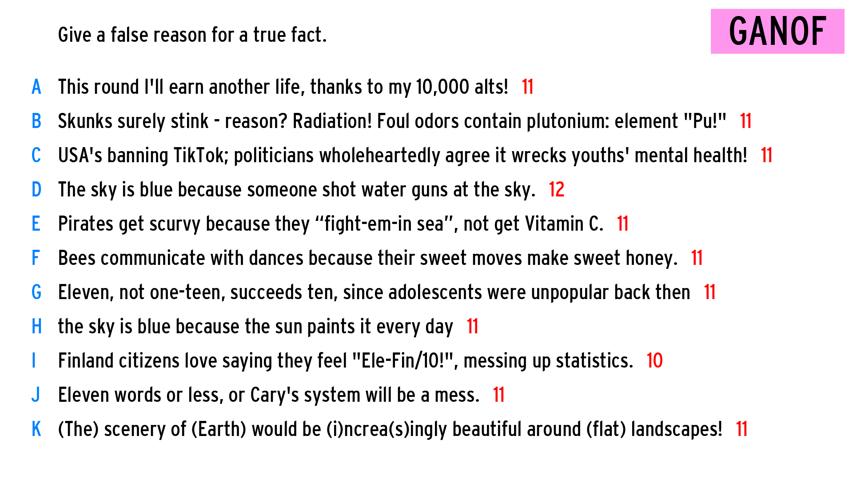 Give a false reason for a true fact.
GANOF
A This round I'll earn another life, thanks to my 10,000 alts! 11
B Skunks surely stink - reason? Radiation! Foul odors contain plutonium: element "Pu!" 11
C USA's banning TikTok; politicians wholeheartedly agree it wrecks youths' mental health! 11
D The sky is blue because someone shot water guns at the sky. 12
E Pirates get scurvy because they “fight-em-in sea”, not get Vitamin C. 11
F Bees communicate with dances because their sweet moves make sweet honey. 11
G Eleven, not one-teen, succeeds ten, since adolescents were unpopular back then 11
H the sky is blue because the sun paints it every day 11
I Finland citizens love saying they feel "Ele-Fin/10!", messing up statistics. 10
J Eleven words or less, or Cary's system will be a mess. 11
K (The) scenery of (Earth) would be (i)ncrea(s)ingly beautiful around (flat) landscapes! 11